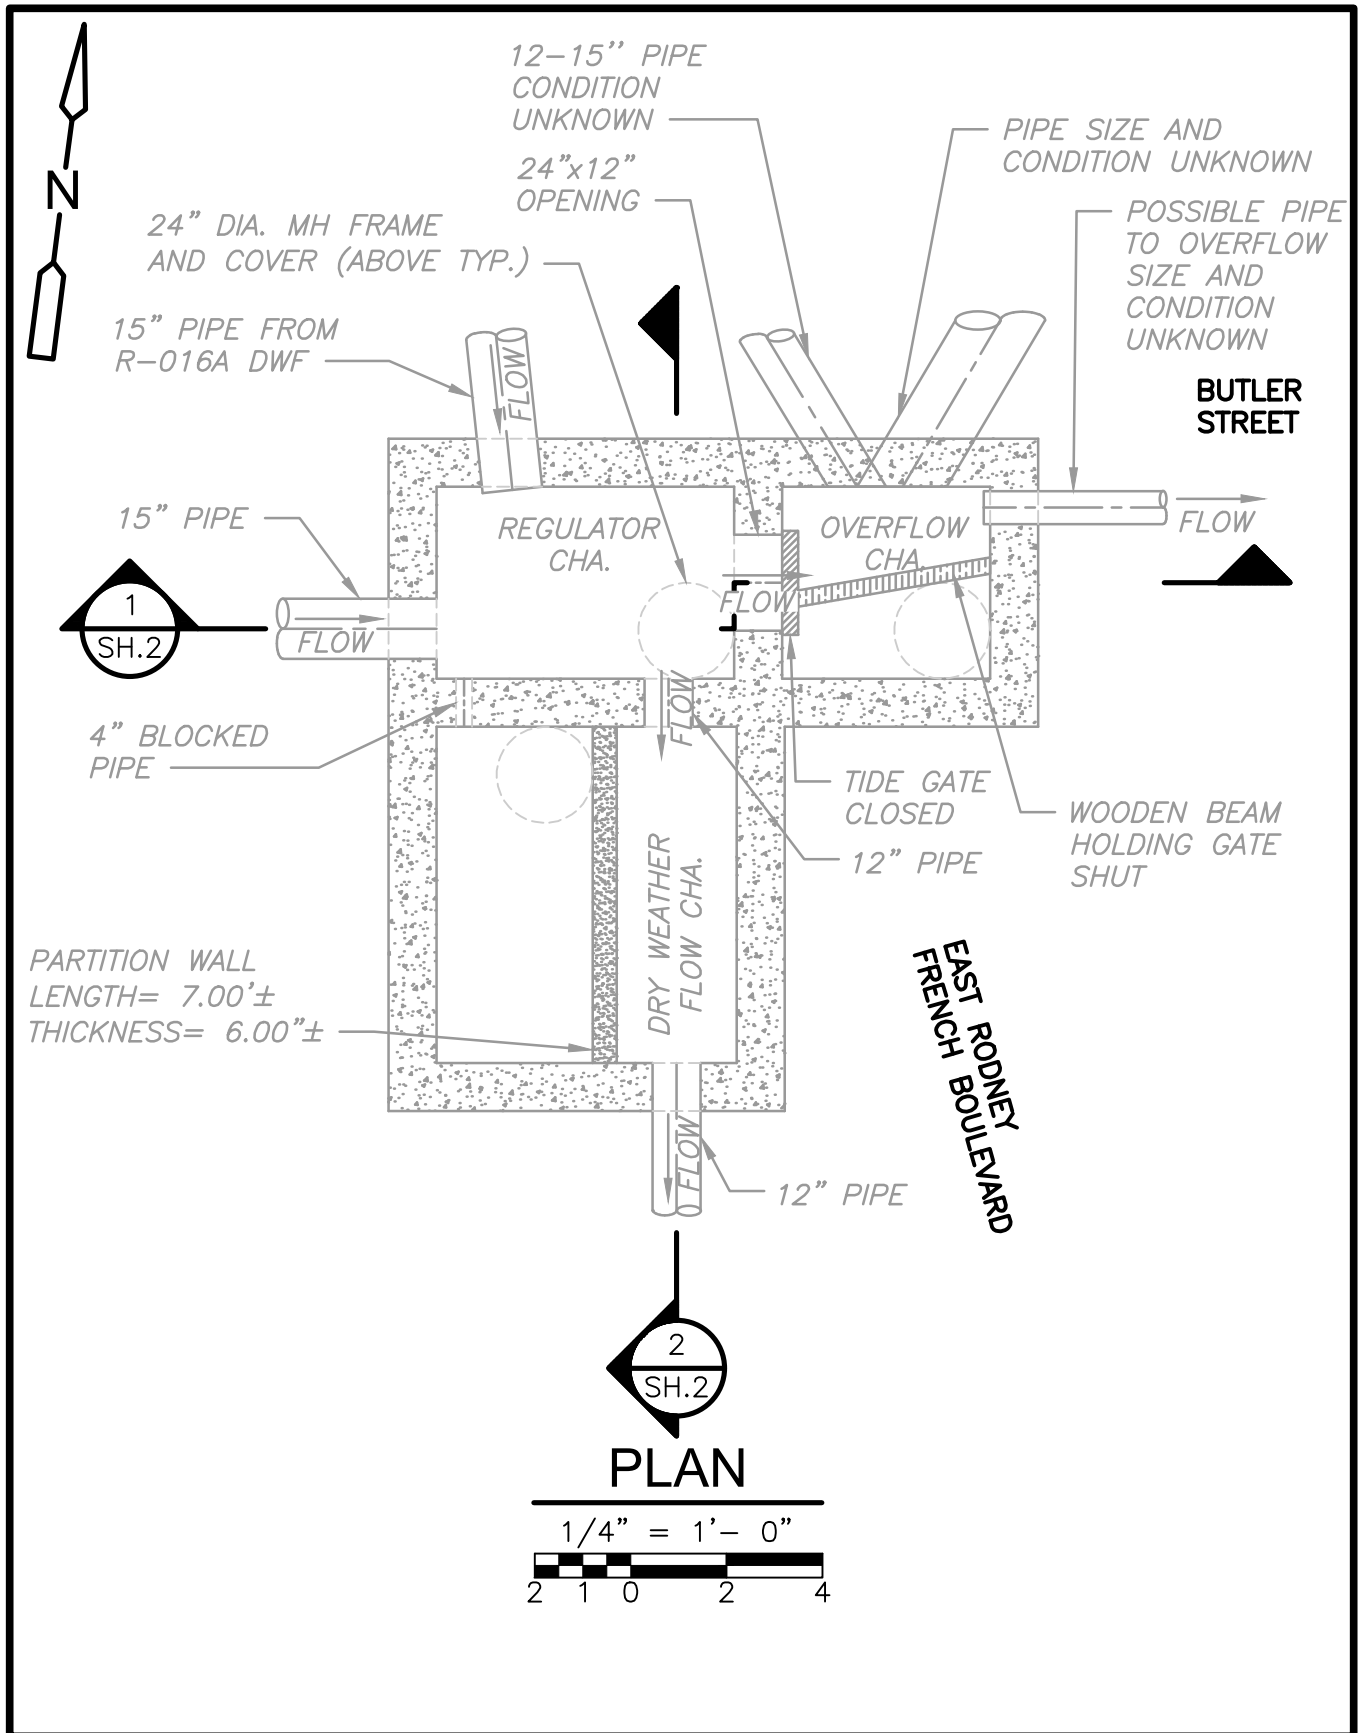 12-15'' PIPE
CONDITION
UNKNOWN
PIPE SIZE AND
CONDITION UNKNOWN
24"x12"
OPENING
N
POSSIBLE PIPE
TO OVERFLOW
SIZE AND
CONDITION
UNKNOWN
24" DIA. MH FRAME
AND COVER (ABOVE TYP.)
15" PIPE FROM
R-016A DWF
FLOW
BUTLER
STREET
15" PIPE
REGULATOR
CHA.
OVERFLOW
CHA.
FLOW
1
SH.2
FLOW
FLOW
FLOW
4" BLOCKED
PIPE
TIDE GATE
CLOSED
WOODEN BEAM
HOLDING GATE
SHUT
12" PIPE
DRY WEATHER
FLOW CHA.
PARTITION WALL
LENGTH= 7.00'±
THICKNESS= 6.00"±
EAST RODNEY
FRENCH BOULEVARD
FLOW
12" PIPE
2
SH.2
PLAN
1/4" = 1'- 0"
2 1 0 2 4